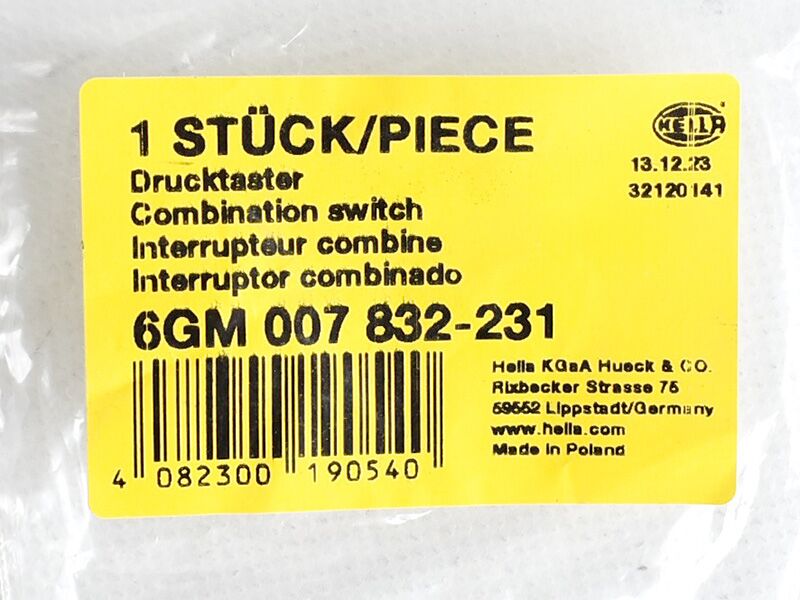 1 STÜCK/PIECE
HELLA
13.12.23
32120141
Drucktaster
Combination switch
Interrupteur combine
Interruptor combinado
6GM 007 832-231
Hella KGaA Hueck & CO.
Rixbecker Strasse 75
59552 Lippstadt/Germany
www.hella.com
Made in Poland
4 082300 190540